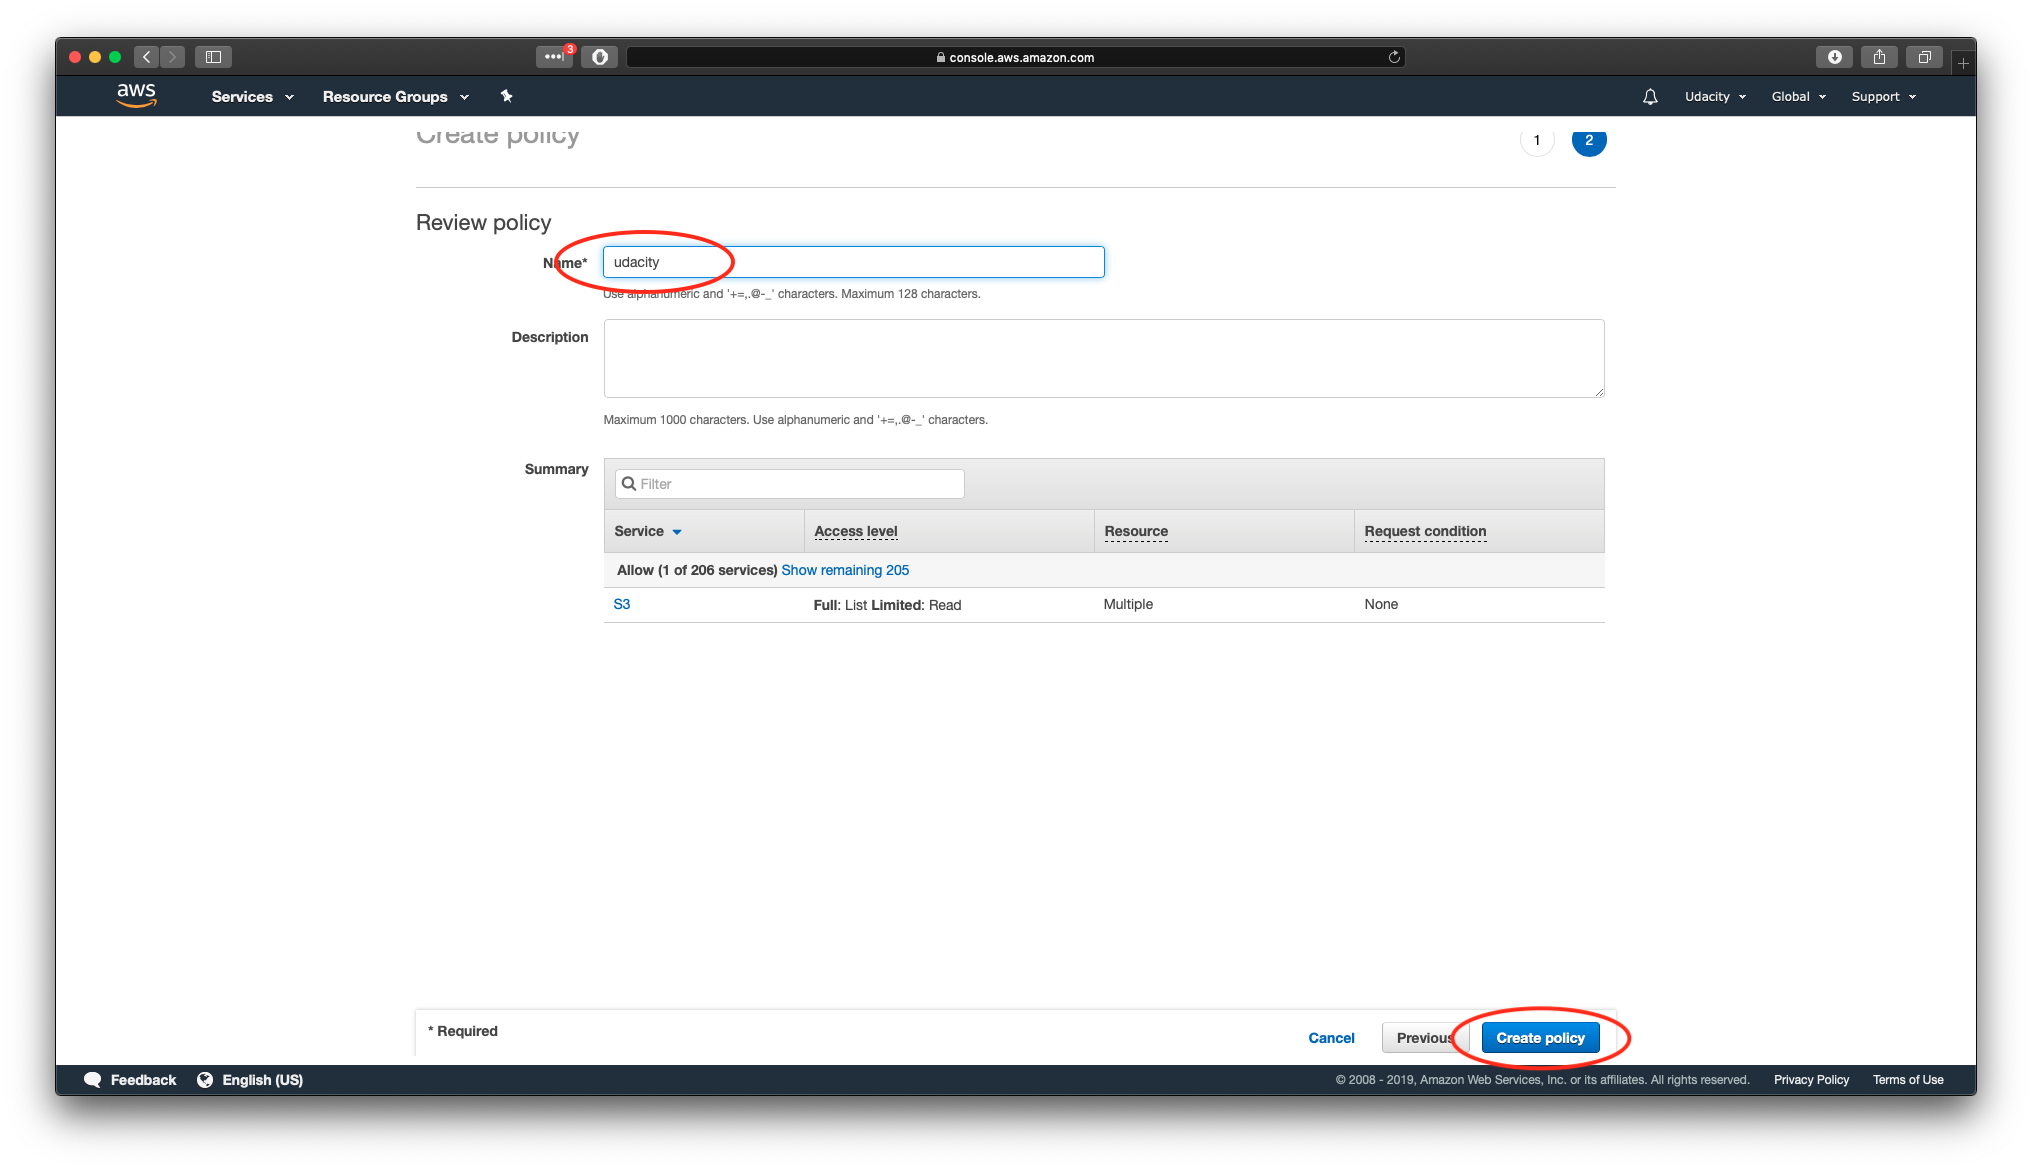 3
console.aws.amazon.com
aws Services Resource Groups Udacity Global Support
Create policy 1 2
Review policy
Name* udacity
Use alphanumeric and '+=,.@-_' characters. Maximum 128 characters.
Description
Maximum 1000 characters. Use alphanumeric and '+=,.@-_' characters.
Summary
Filter
Service Access level Resource Request condition
Allow (1 of 206 services) Show remaining 205
S3 Full: List Limited: Read Multiple None
* Required Cancel Previous Create policy
Feedback English (US) © 2008 - 2019, Amazon Web Services, Inc. or its affiliates. All rights reserved. Privacy Policy Terms of Use